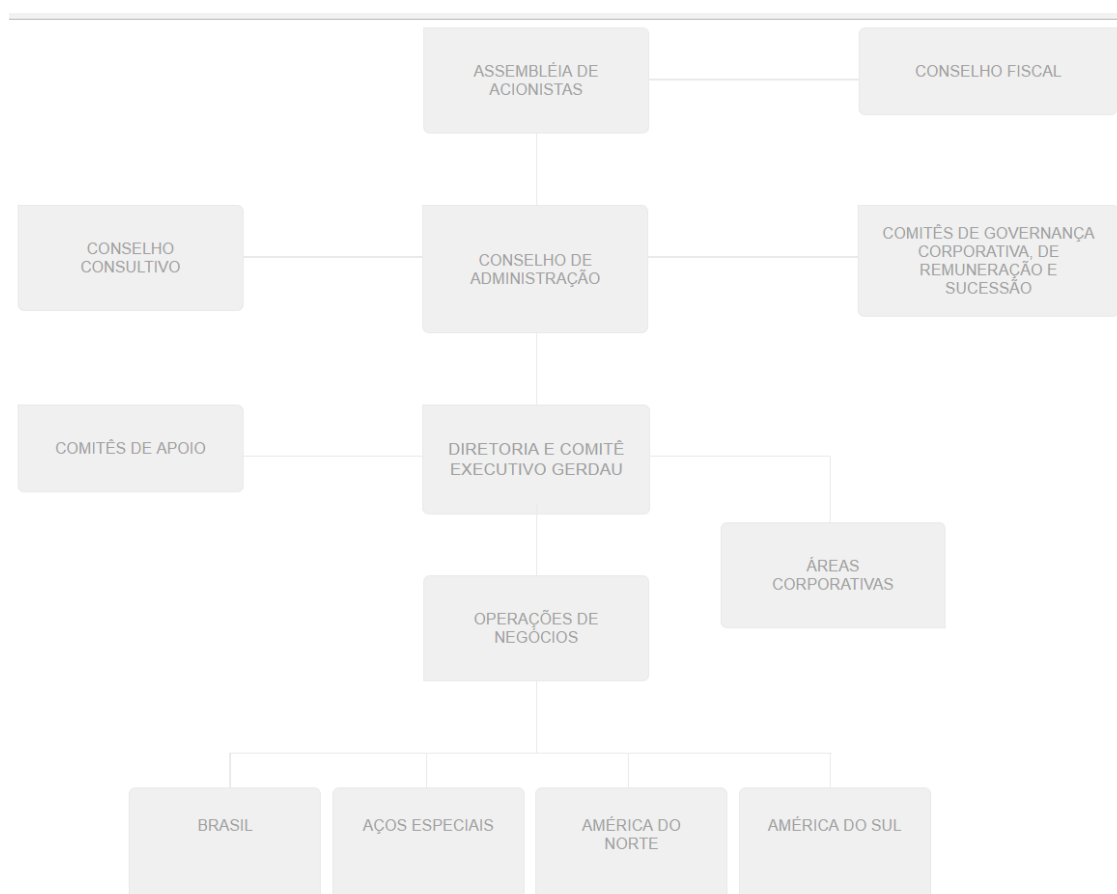 ASSEMBLÉIA DE
ACIONISTAS
CONSELHO FISCAL
CONSELHO
CONSULTIVO
CONSELHO DE
ADMINISTRAÇÃO
COMITÊS DE GOVERNANÇA
CORPORATIVA, DE
REMUNERAÇÃO E
SUCESSÃO
COMITÊS DE APOIO
DIRETORIA E COMITÊ
EXECUTIVO GERDAU
ÁREAS
CORPORATIVAS
OPERAÇÕES DE
NEGÓCIOS
BRASIL
AÇOS ESPECIAIS
AMÉRICA DO
NORTE
AMÉRICA DO SUL